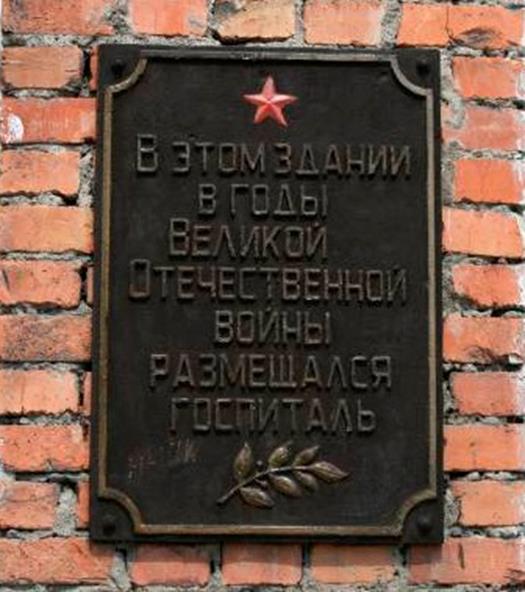 В ЭТОМ ЗДАНИИ
В ГОДЫ
ВЕЛИКОЙ
ОТЕЧЕСТВЕННОЙ
ВОЙНЫ
РАЗМЕЩАЛСЯ
ГОСПИТАЛЬ